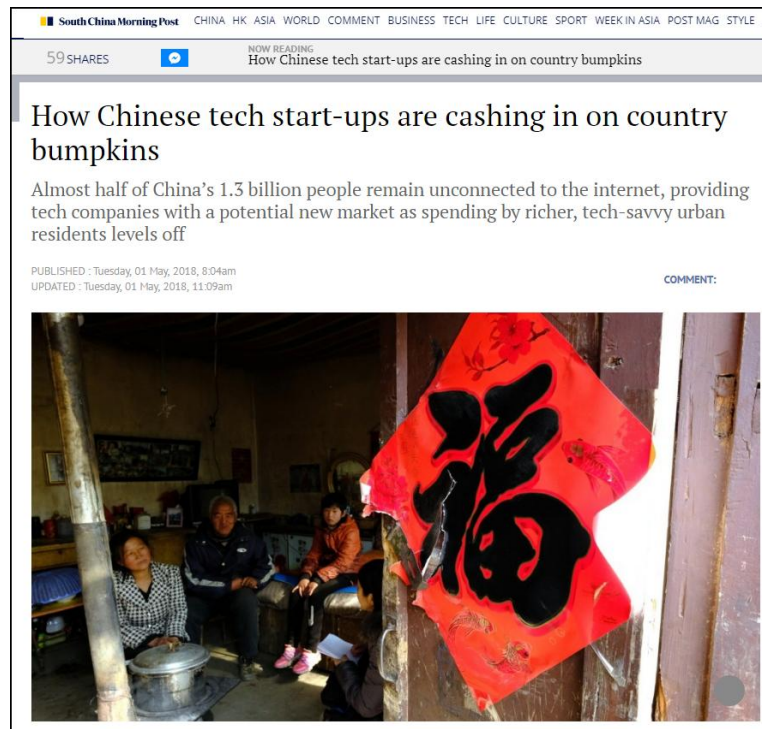 South China Morning Post CHINA HK ASIA WORLD COMMENT BUSINESS TECH LIFE CULTURE SPORT WEEK IN ASIA POST MAG STYLE
59 SHARES
NOW READING
How Chinese tech start-ups are cashing in on country bumpkins
How Chinese tech start-ups are cashing in on country
bumpkins
Almost half of China’s 1.3 billion people remain unconnected to the internet, providing
tech companies with a potential new market as spending by richer, tech-savvy urban
residents levels off
PUBLISHED : Tuesday, 01 May, 2018, 8:04am
UPDATED : Tuesday, 01 May, 2018, 11:09am
COMMENT:
福